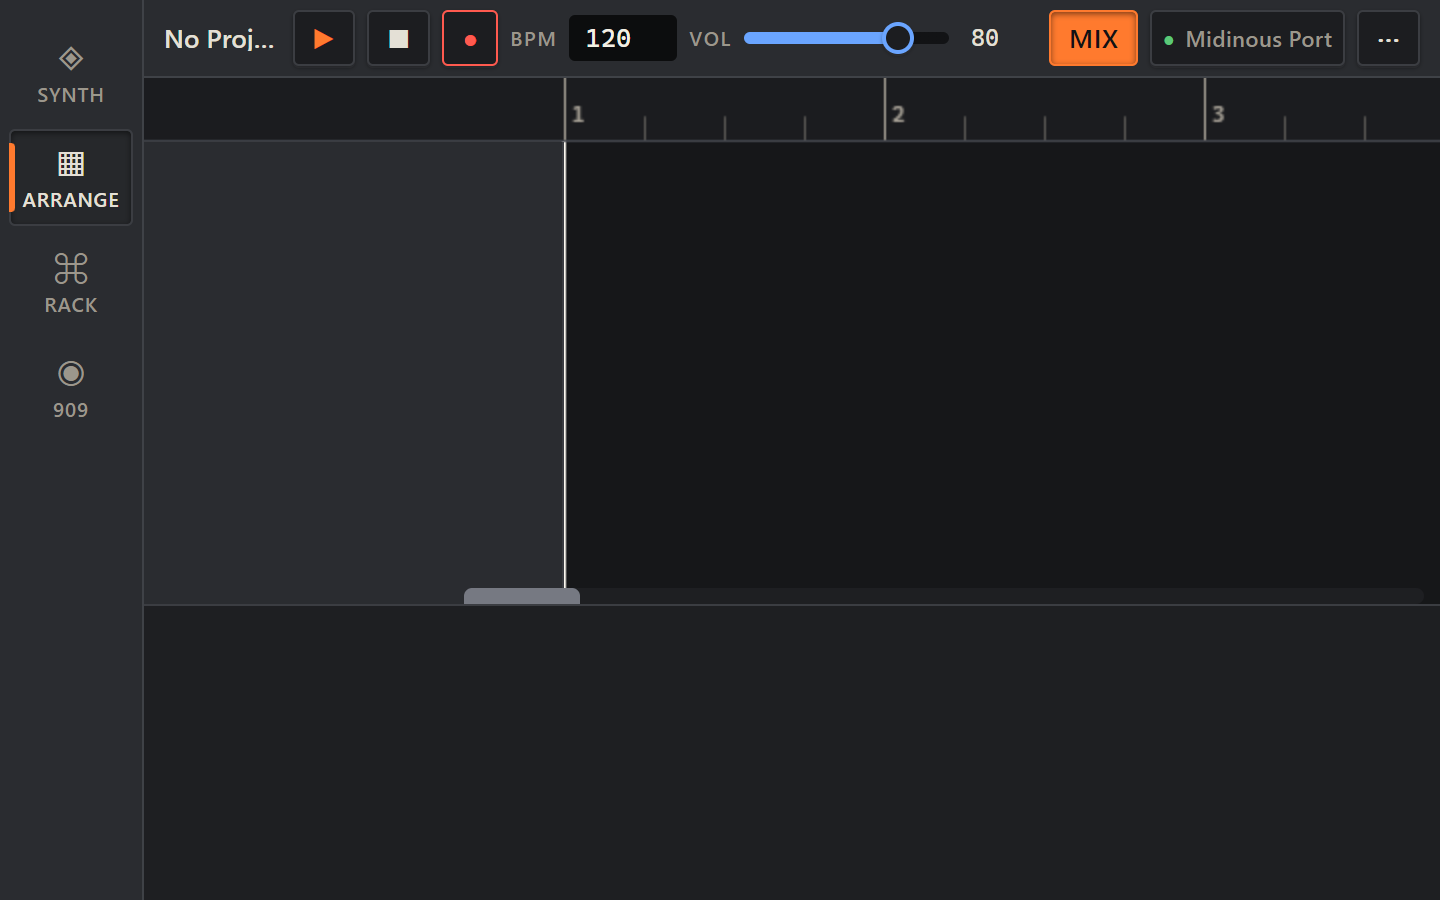 No Proj...
BPM
120
VOL
80
MIX
Midinous Port
...
SYNTH
ARRANGE
RACK
909
1
2
3